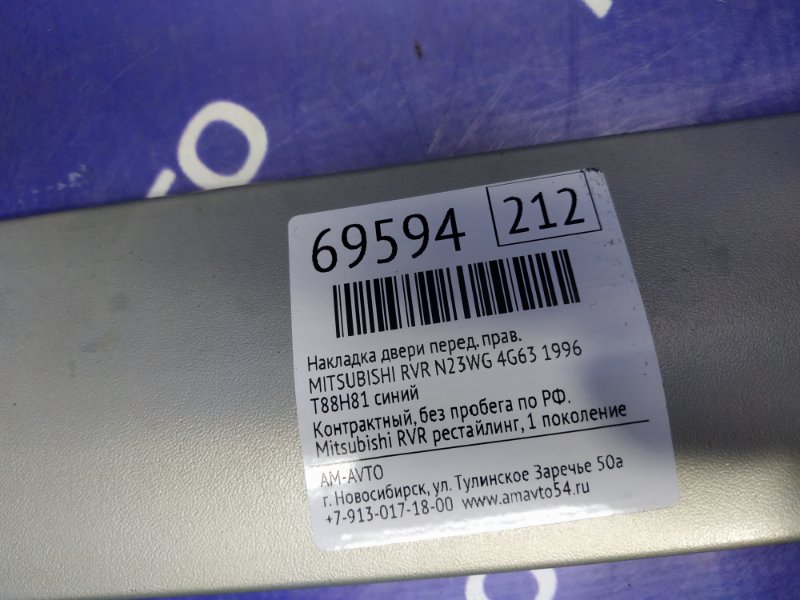 69594 212
Накладка двери перед. прав.
MITSUBISHI RVR N23WG 4G63 1996
T88H81 синий
Контрактный, без пробега по РФ.
Mitsubishi RVR рестайлинг, 1 поколение
AM-AVTO
г. Новосибирск, ул. Тулинское Заречье 50а
+7-913-017-18-00 www.amavto54.ru